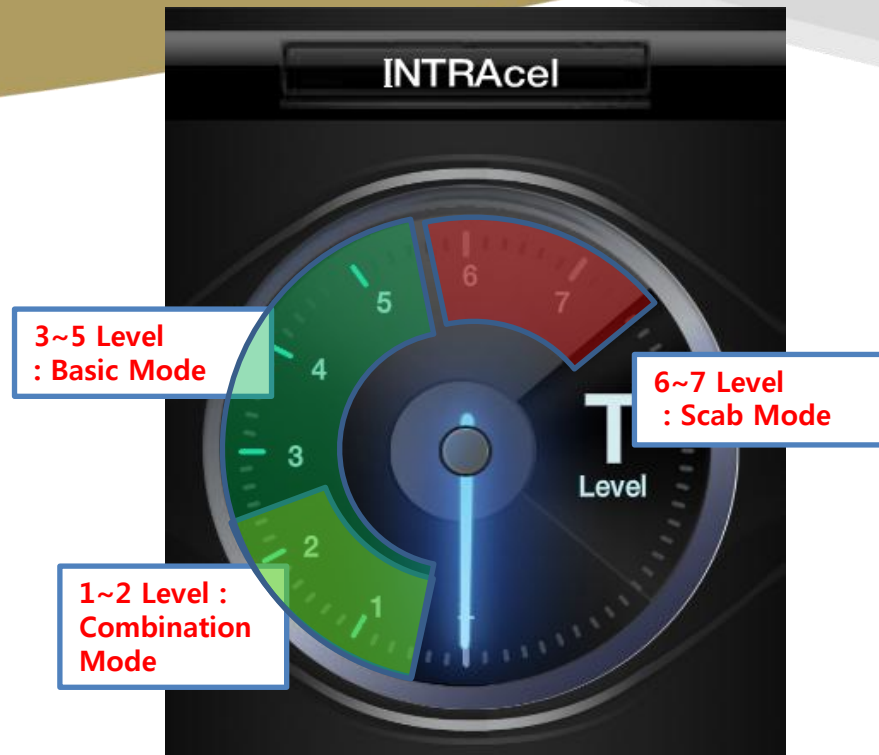 INTRAcel
6
5
7
3~5 Level
: Basic Mode
4
6~7 Level
: Scab Mode
T
3
Level
2
1~2 Level :
Combination
Mode
1